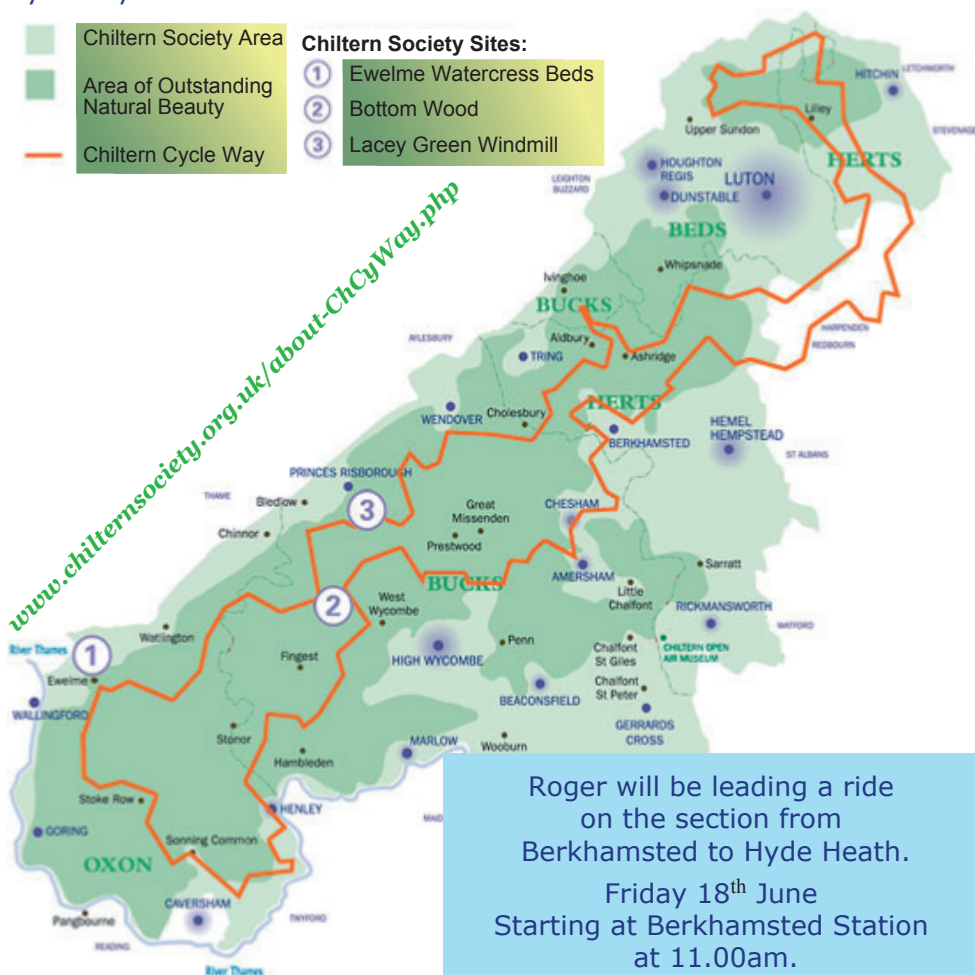 Chiltern Society Area
Area of Outstanding
Natural Beauty
Chiltern Cycle Way
Chiltern Society Sites:
1 Ewelme Watercress Beds
2 Bottom Wood
3 Lacey Green Windmill
www.chilternsociety.org.uk/about-ChCyWay.php
HITCHIN
LETCHWORTH
Lilley
Upper Sundon
STEVENAGE
HERTS
HOUGHTON
REGIS
LUTON
LEIGHTON
BUZZARD
DUNSTABLE
BEDS
Whipsnade
Ivinghoe
BUCKS
HARPENDEN
AYLESBURY
Aldbury
REDBOURN
TRING
Ashridge
HERTS
WENDOVER
Cholesbury
BERKHAMSTED
HEMEL
HEMPSTEAD
ST ALBANS
PRINCES RISBOROUGH
THAME
Bledlow
3
CHESHAM
Great
Missenden
Chinnor
Prestwood
AMERSHAM
Sarratt
BUCKS
2
West
Wycombe
Little
Chalfont
RICKMANSWORTH
WATFORD
Watlington
Penn
Chalfont
St Giles
CHILTERN OPEN
AIR MUSEUM
River Thames
1
Fingest
HIGH WYCOMBE
Ewelme
BEACONSFIELD
Chalfont
St Peter
WALLINGFORD
GERRARDS
CROSS
Stonor
MARLOW
Wooburn
Hambleden
Stoke Row
HENLEY
MAID
GORING
Sonning Common
OXON
CAVERSHAM
Pangbourne
TWYFORD
READING
River Thames
Roger will be leading a ride
on the section from
Berkhamsted to Hyde Heath.
Friday 18th June
Starting at Berkhamsted Station
at 11.00am.